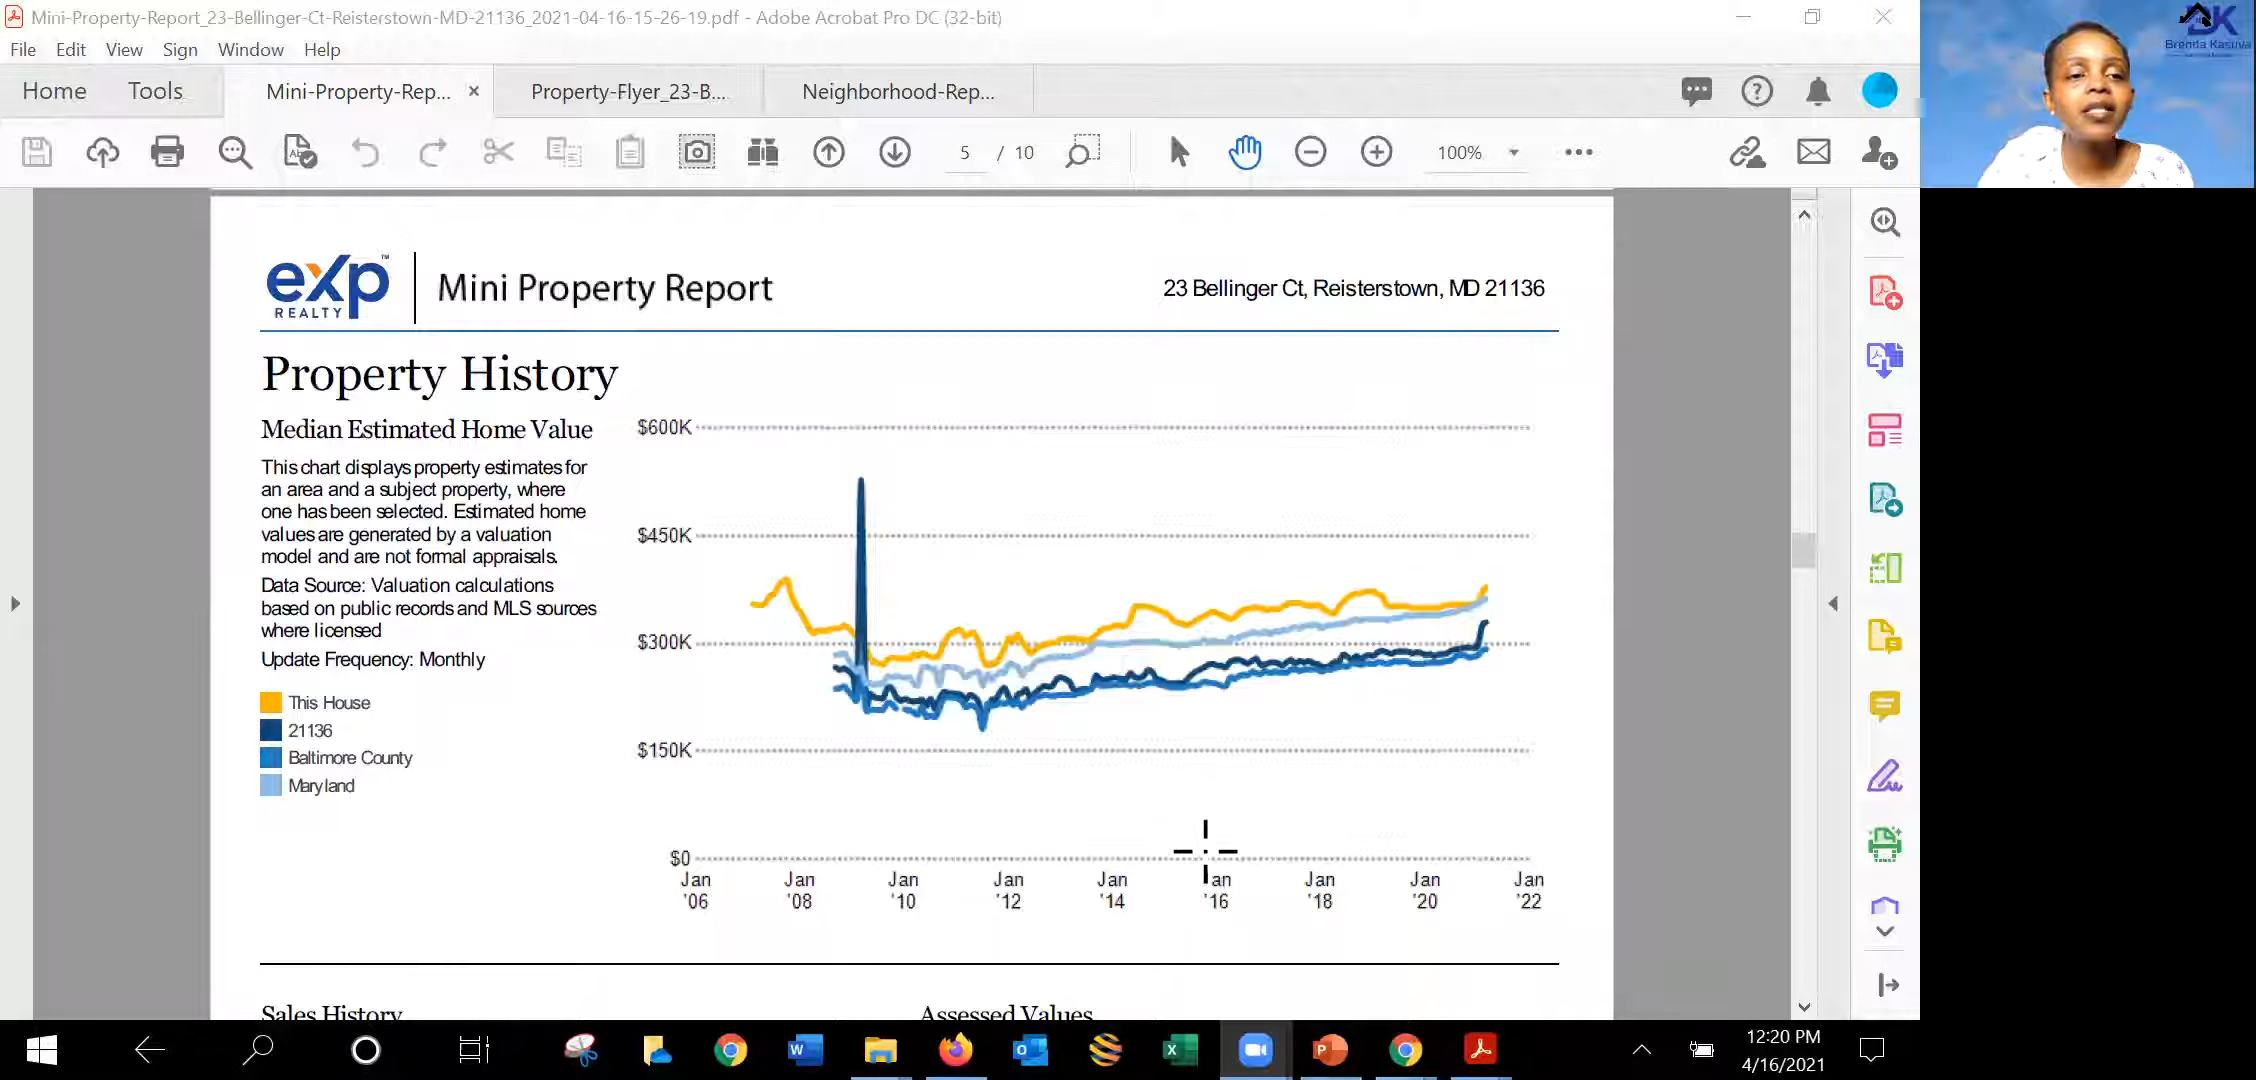 Mini-Property-Report_23-Bellinger-Ct-Reisterstown-MD-21136_2021-04-16-15-26-19.pdf - Adobe Acrobat Pro DC (32-bit)
File Edit View Sign Window Help
Home Tools Mini-Property-Rep... × Property-Flyer_23-B... Neighborhood-Rep...
5 / 10 100%
Brenda Kasuva
exp REALTY ™
Mini Property Report
23 Bellinger Ct, Reisterstown, MD 21136
Property History
Median Estimated Home Value
This chart displays property estimates for
an area and a subject property, where
one has been selected. Estimated home
values are generated by a valuation
model and are not formal appraisals.
Data Source: Valuation calculations
based on public records and MLS sources
where licensed
Update Frequency: Monthly
This House
21136
Baltimore County
Maryland
$600K
$450K
$300K
$150K
$0
Jan '06
Jan '08
Jan '10
Jan '12
Jan '14
Jan '16
Jan '18
Jan '20
Jan '22
Sales History
Assessed Values
12:20 PM
4/16/2021